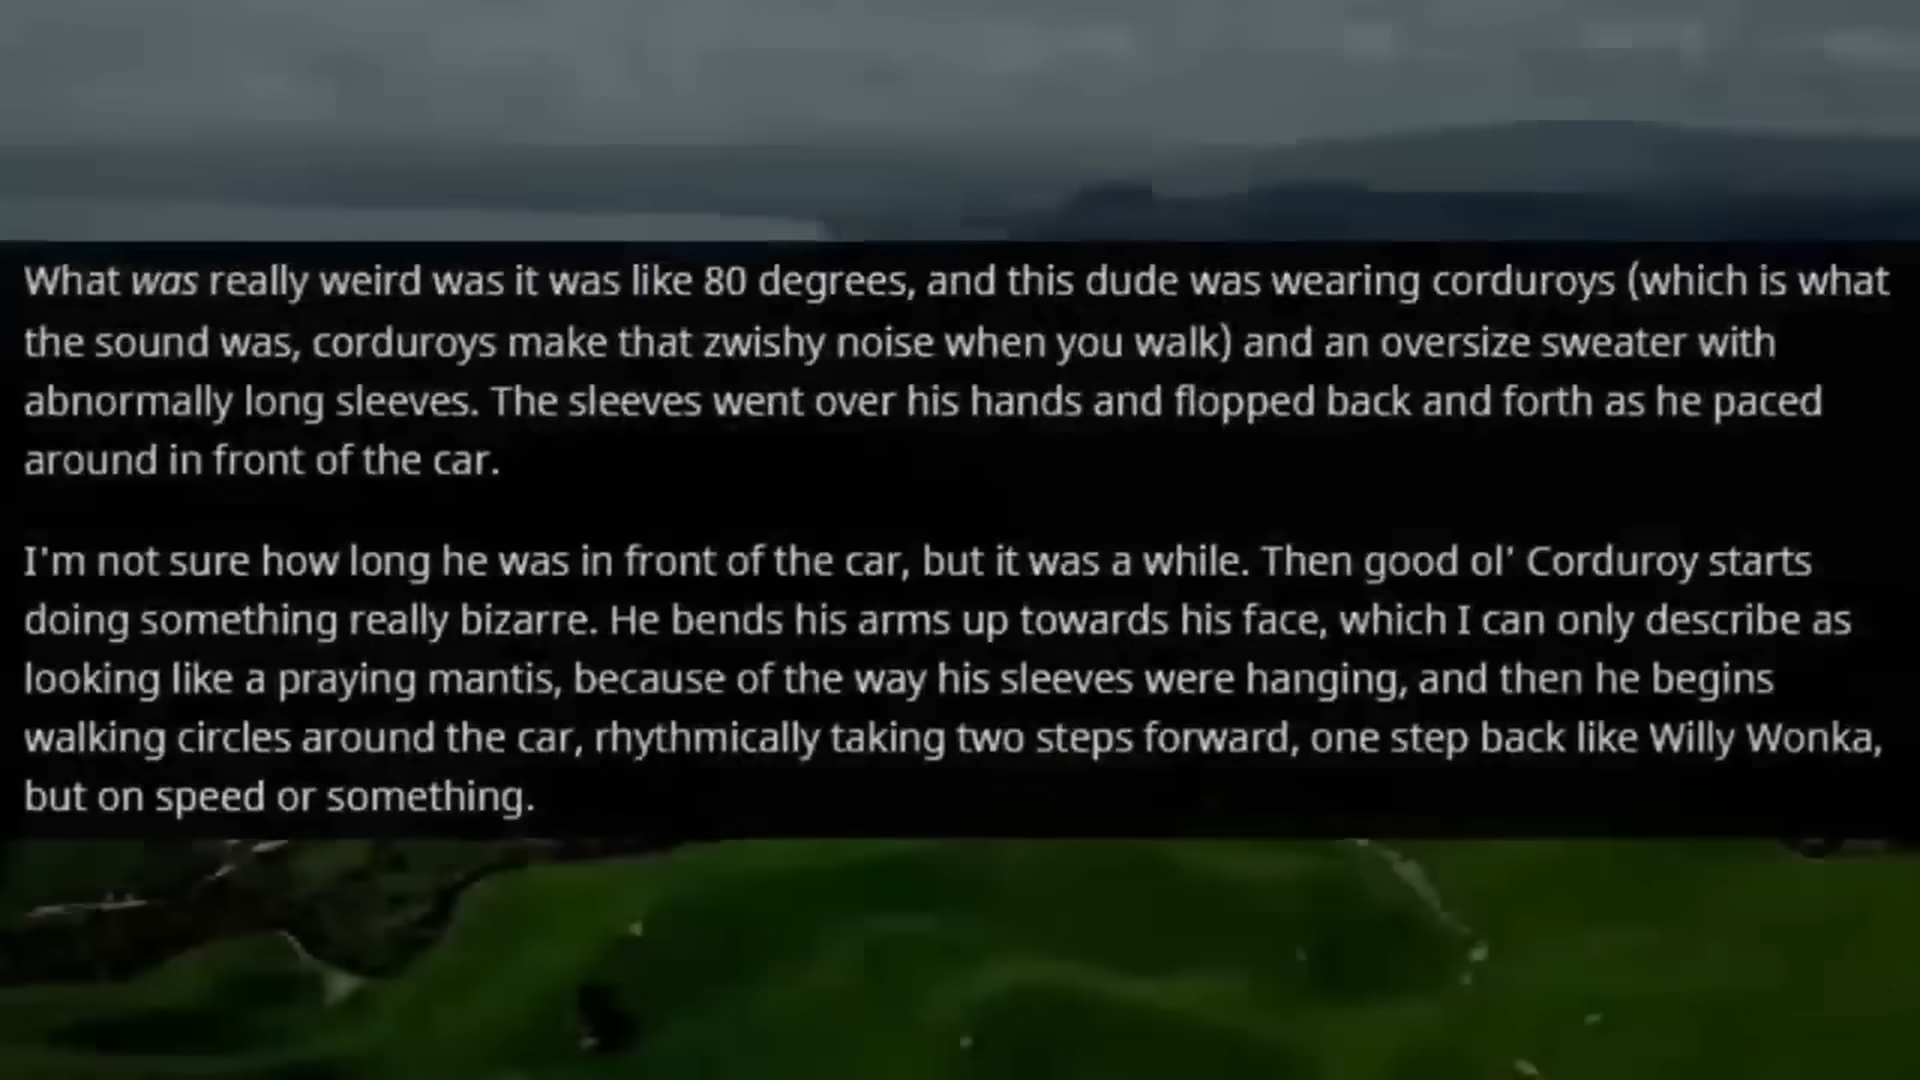 What was really weird was it was like 80 degrees, and this dude was wearing corduroys (which is what
the sound was, corduroys make that zwishy noise when you walk) and an oversize sweater with
abnormally long sleeves. The sleeves went over his hands and flopped back and forth as he paced
around in front of the car.
I'm not sure how long he was in front of the car, but it was a while. Then good ol' Corduroy starts
doing something really bizarre. He bends his arms up towards his face, which I can only describe as
looking like a praying mantis, because of the way his sleeves were hanging, and then he begins
walking circles around the car, rhythmically taking two steps forward, one step back like Willy Wonka,
but on speed or something.